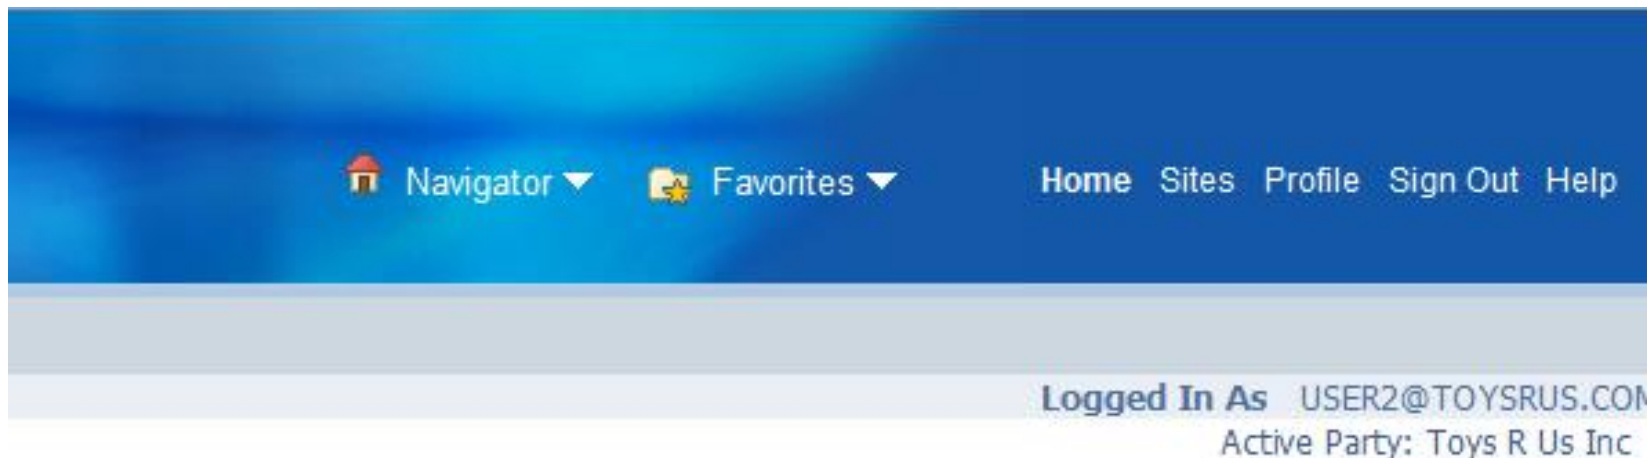 Navigator Favorites Home Sites Profile Sign Out Help
Logged In As USER2@TOYSRUS.COM
Active Party: Toys R Us Inc